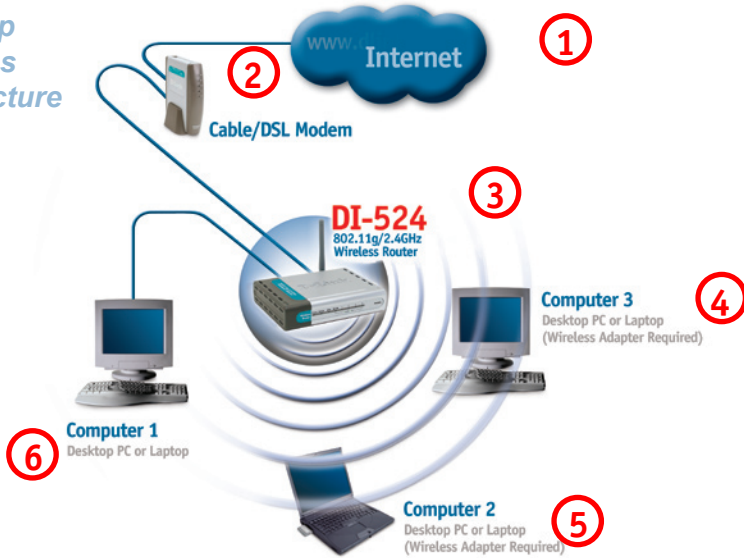 p
s
cture
www.
Internet
1
2
Cable/DSL Modem
3
DI-524
802.11g/2.4GHz
Wireless Router
Computer 3
Desktop PC or Laptop
(Wireless Adapter Required)
4
Computer 1
Desktop PC or Laptop
6
Computer 2
Desktop PC or Laptop
(Wireless Adapter Required)
5